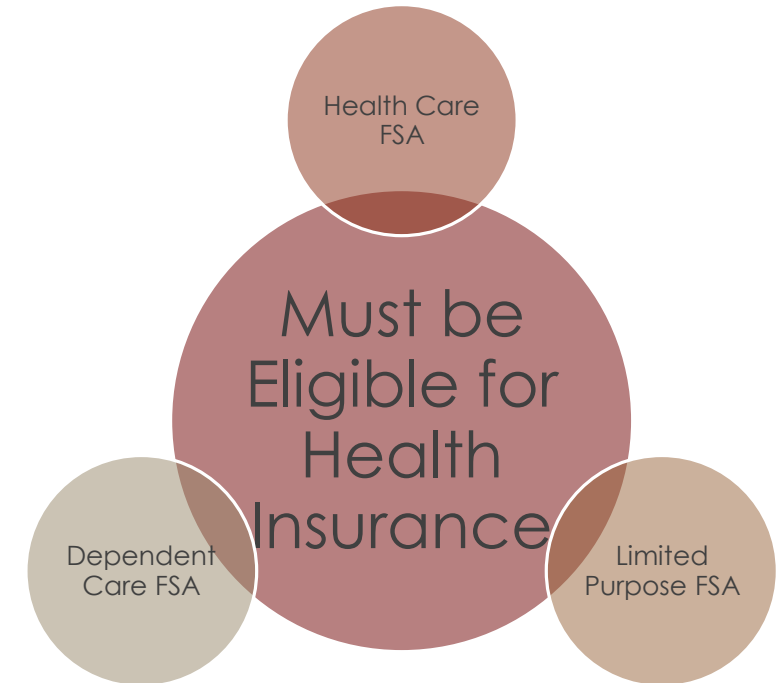 Health Care
FSA
Must be
Eligible for
Health
Insurance
Dependent
Care FSA
Limited
Purpose FSA